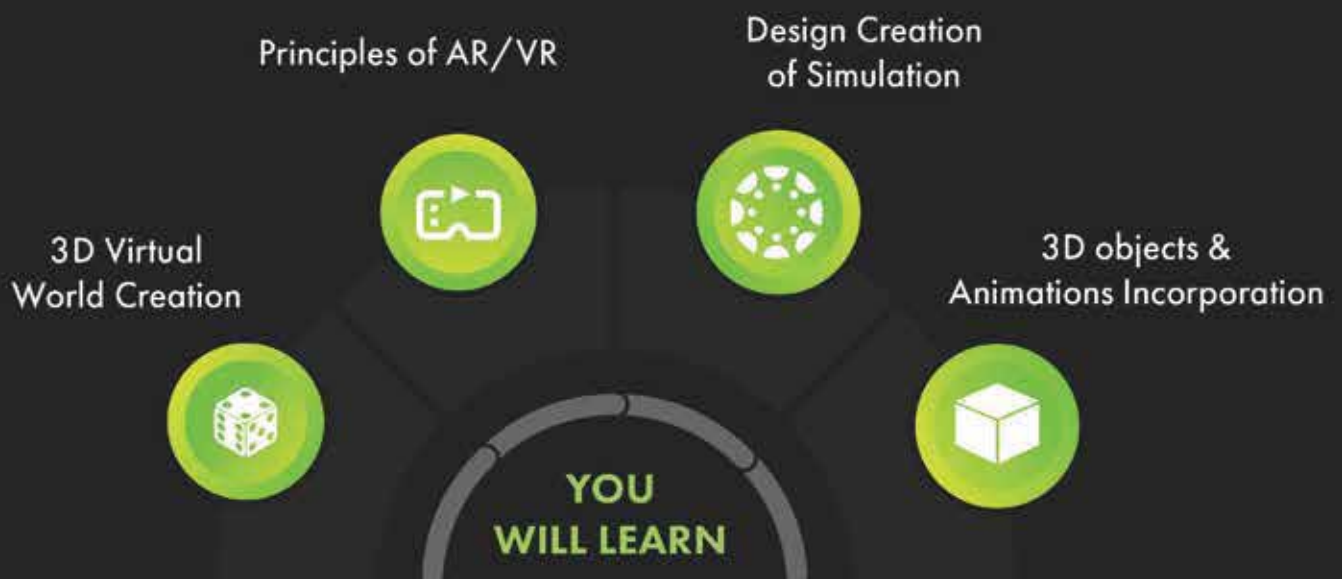 Principles of AR/VR
Design Creation
of Simulation
3D Virtual
World Creation
3D objects &
Animations Incorporation
YOU
WILL LEARN